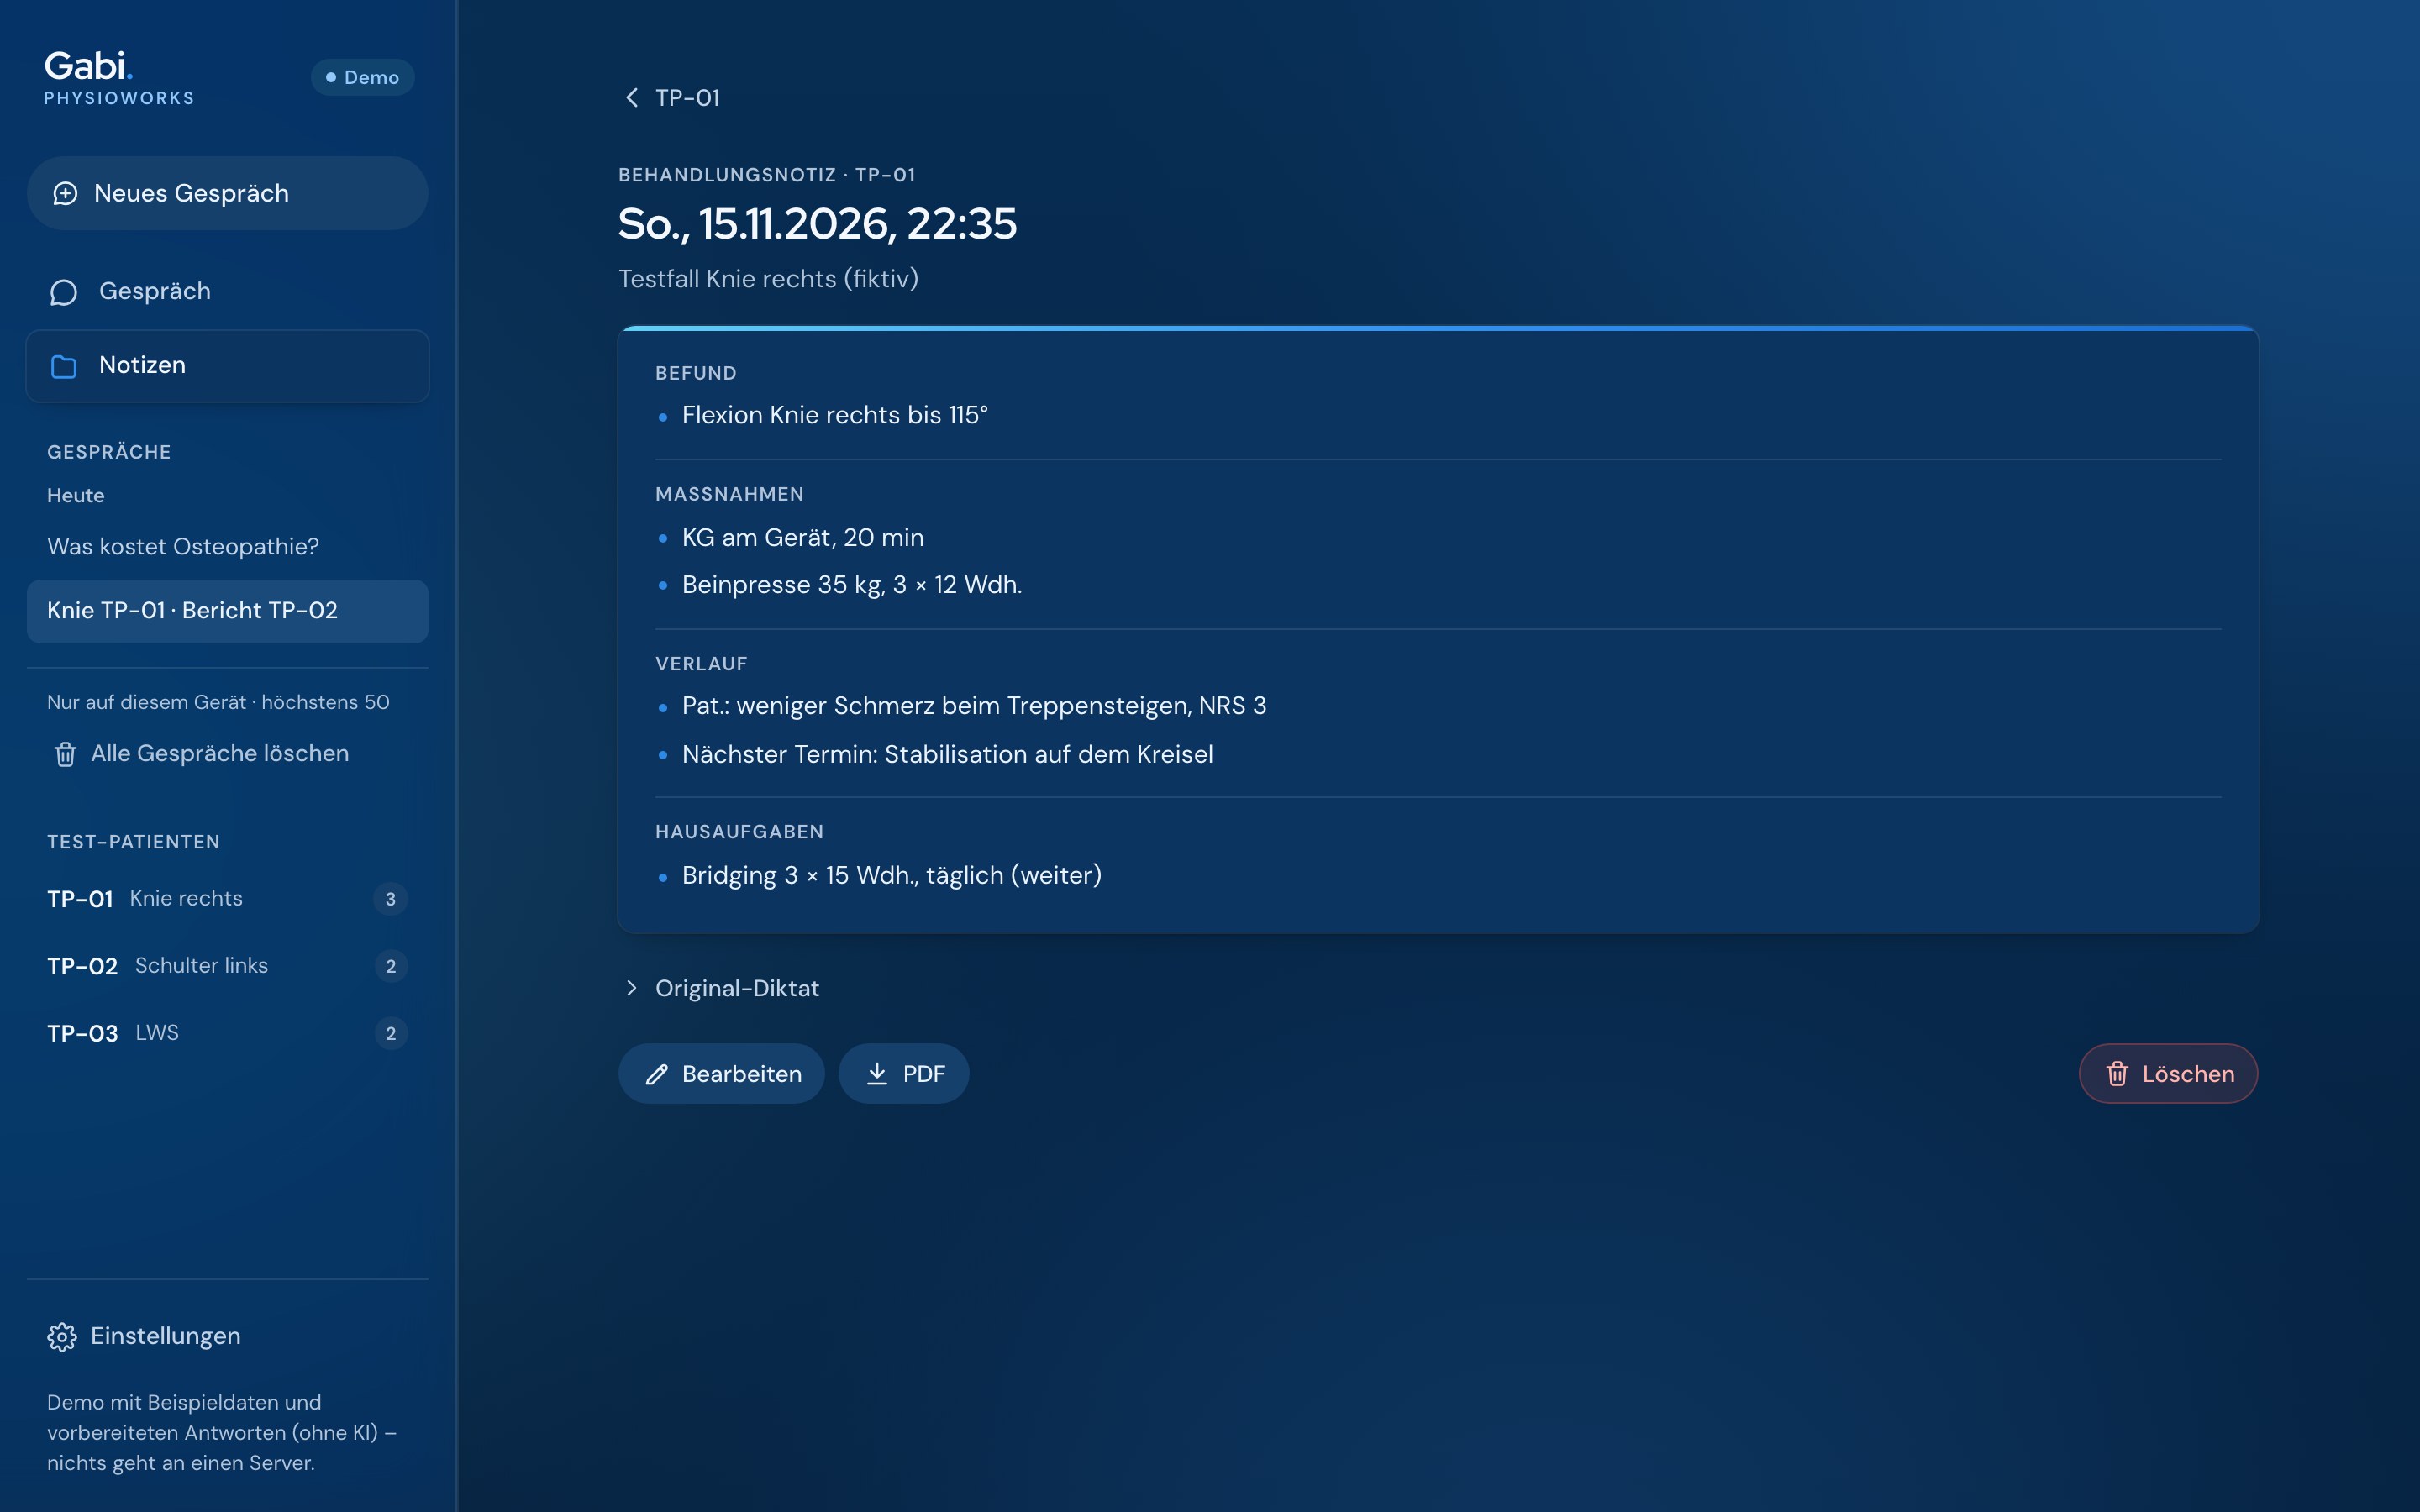 Gabi.
PHYSIOWORKS
Demo
Neues Gespräch
Gespräch
Notizen
GESPRÄCHE
Heute
Was kostet Osteopathie?
Knie TP-01 · Bericht TP-02
Nur auf diesem Gerät · höchstens 50
Alle Gespräche löschen
TEST-PATIENTEN
TP-01 Knie rechts 3
TP-02 Schulter links 2
TP-03 LWS 2
Einstellungen
Demo mit Beispieldaten und
vorbereiteten Antworten (ohne KI) –
nichts geht an einen Server.
TP-01
BEHANDLUNGSNOTIZ · TP-01
So., 15.11.2026, 22:35
Testfall Knie rechts (fiktiv)
BEFUND
Flexion Knie rechts bis 115°
MASSNAHMEN
KG am Gerät, 20 min
Beinpresse 35 kg, 3 × 12 Wdh.
VERLAUF
Pat.: weniger Schmerz beim Treppensteigen, NRS 3
Nächster Termin: Stabilisation auf dem Kreisel
HAUSAUFGABEN
Bridging 3 × 15 Wdh., täglich (weiter)
Original-Diktat
Bearbeiten
PDF
Löschen